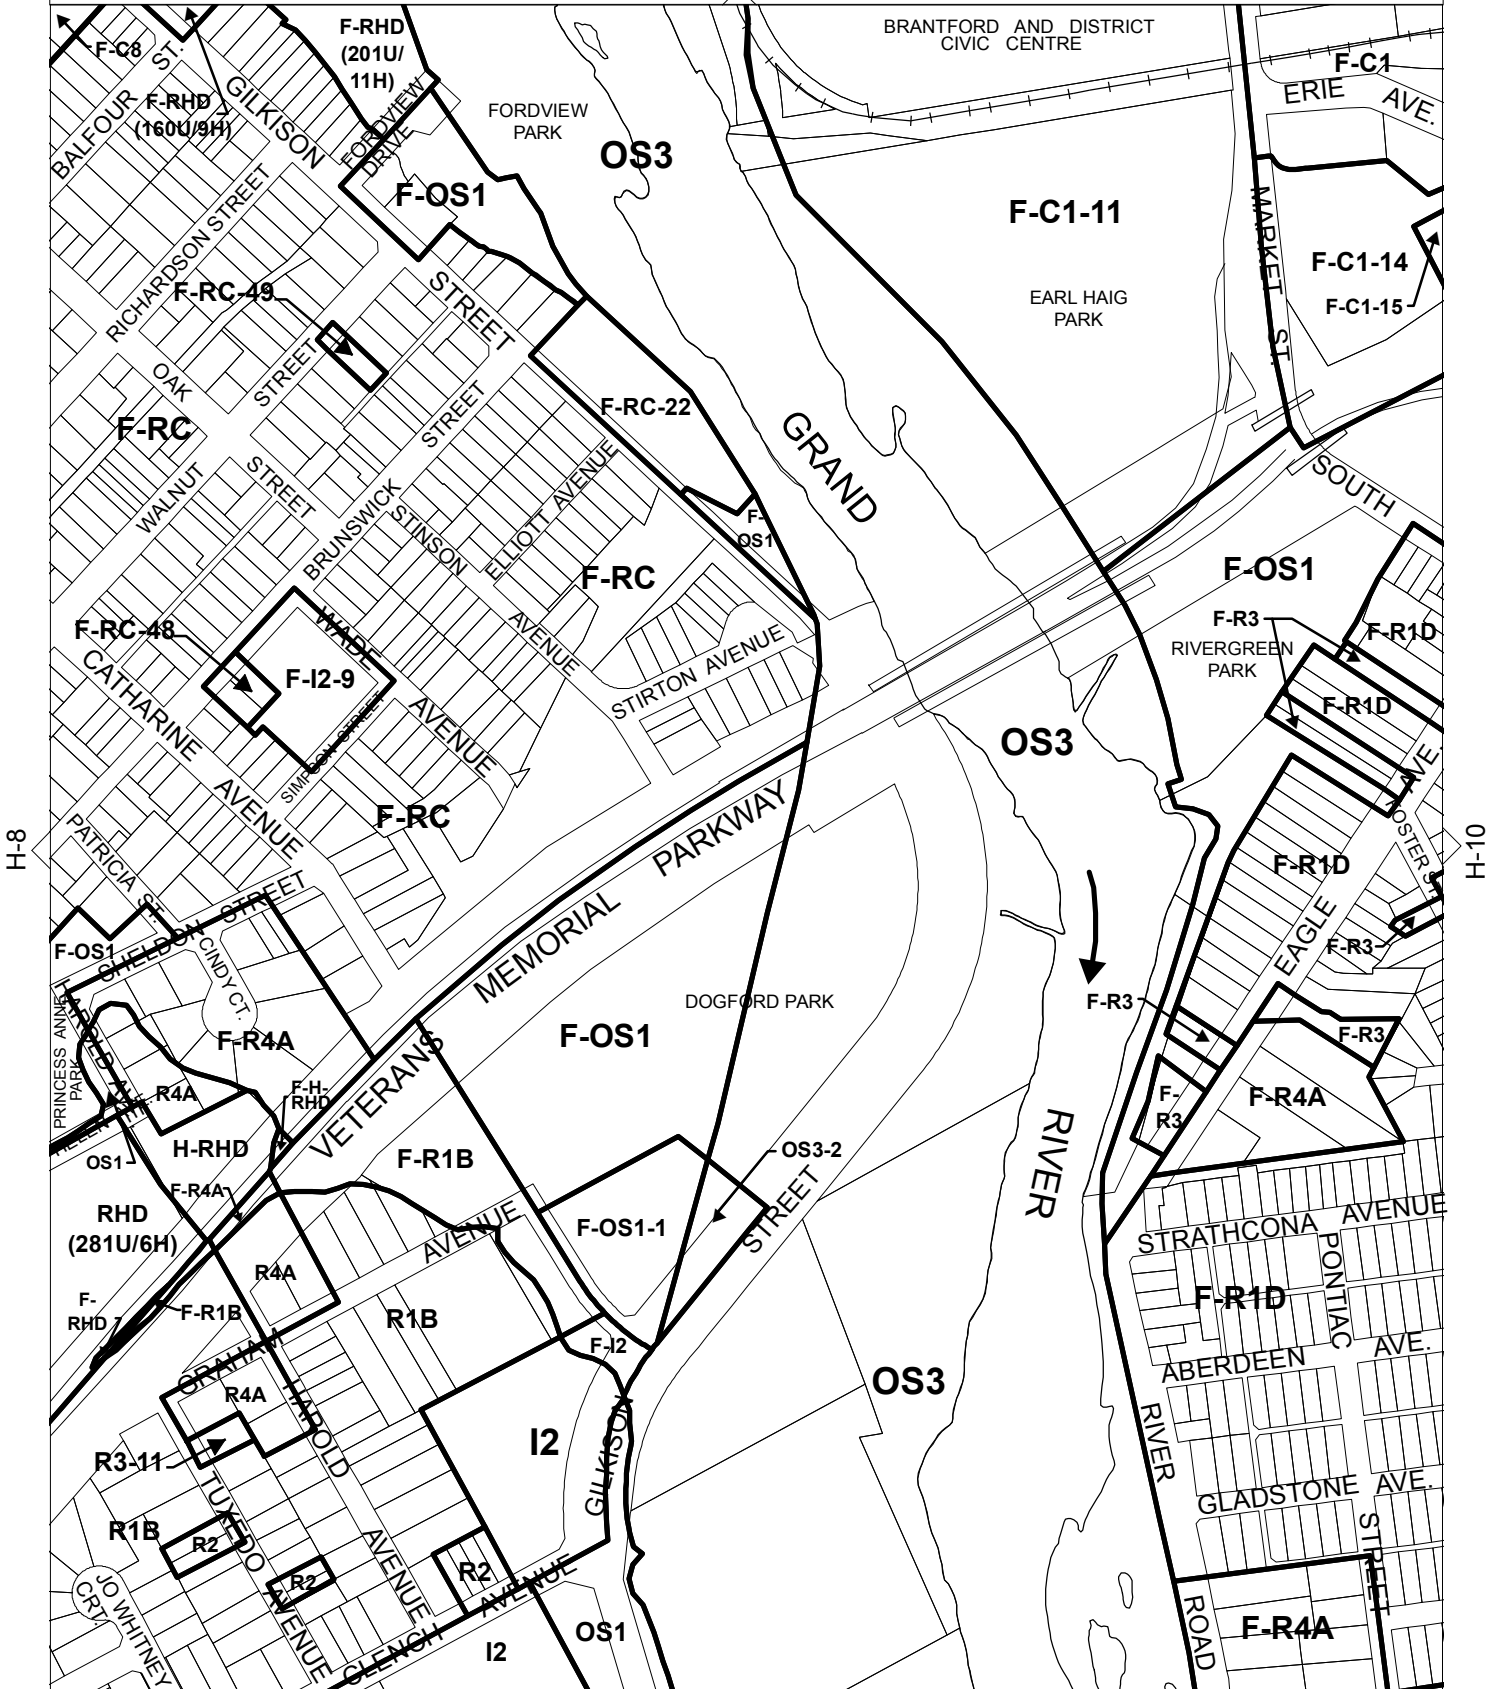 BRANTFORD AND DISTRICT
CIVIC CENTRE
F-C8
F-RHD
(201U/
11H)
F-RHD
(160U/9H)
BALFOUR ST.
GILKISON
FORDVIEW
DRIVE
FORDVIEW
PARK
OS3
F-C1
ERIE AVE.
F-OS1
F-C1-11
MARKET ST.
F-C1-14
F-C1-15
RICHARDSON STREET
F-RC-49
STREET
EARL HAIG
PARK
OAK
STREET
F-RC-22
F-RC
STREET
GRAND
WALNUT
STREET
BRUNSWICK
STINSON
ELLIOTT AVENUE
F-
OS1
SOUTH
F-RC
F-OS1
F-R3
F-R1D
RIVERGREEN
PARK
F-RC-48
WADE
AVENUE
STIRTON AVENUE
F-I2-9
F-R1D
CATHARINE
AVENUE
SIMPSON STREET
AVENUE
OS3
F-RC
PARKWAY
AVE.
FOSTER ST.
H-8
H-10
PATRICIA ST.
F-R1D
SHELDON STREET
MEMORIAL
EAGLE
F-OS1
CINDY CT.
F-R3
DOGFORD PARK
F-R3
PRINCESS ANNE
PARK
HAROLD AVE.
F-R4A
F-OS1
F-R3
VETERANS
R4A
F-H-
RHD
F-
R3
F-R4A
HELEN AVE.
OS1
H-RHD
F-R1B
OS3-2
RIVER
F-R4A
RHD
(281U/6H)
F-OS1-1
STREET
AVENUE
STRATHCONA AVENUE
PONTIAC
R4A
F-
RHD
F-R1B
R1B
F-R1D
F-I2
GRAHAM
ABERDEEN AVE.
R4A
HAROLD
OS3
RIVER
I2
GILKISON
R3-11
TUXEDO
GLADSTONE AVE.
R1B
R2
AVENUE
STREET
R2
R2
AVENUE
JO WHITNEY
CRT.
AVENUE
CLENCH
I2
OS1
ROAD
F-R4A